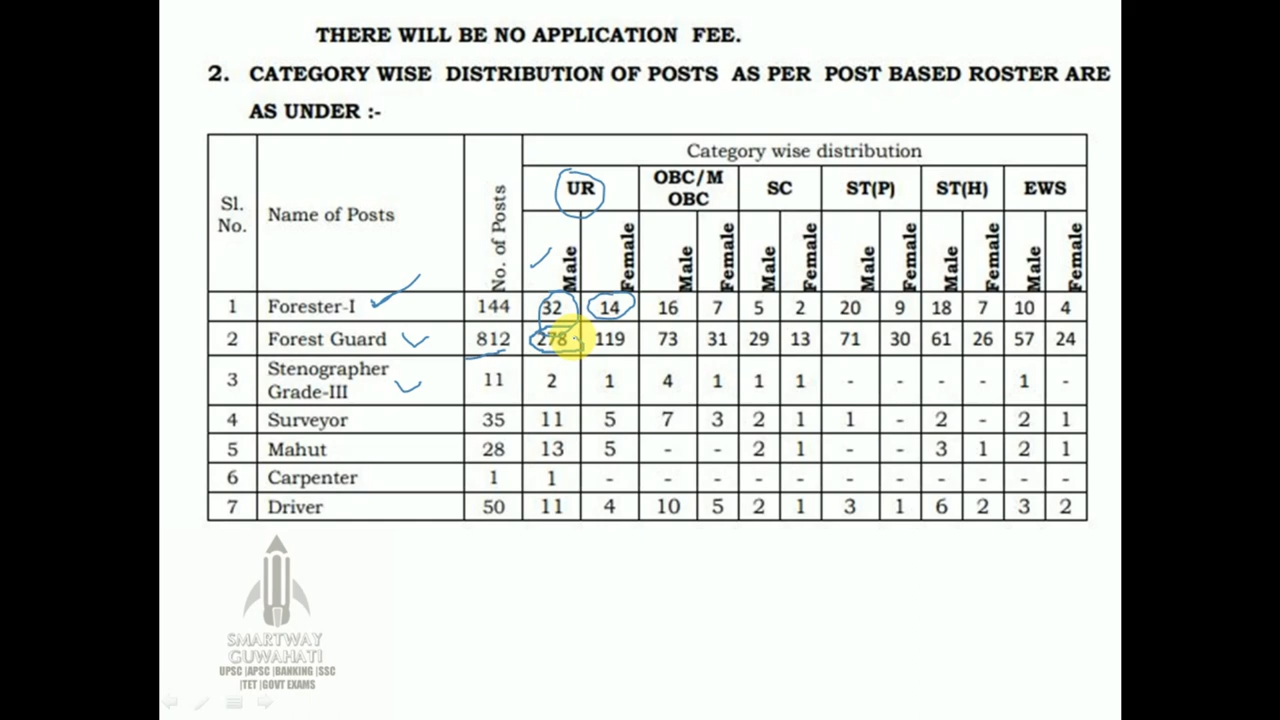 THERE WILL BE NO APPLICATION FEE.
2. CATEGORY WISE DISTRIBUTION OF POSTS AS PER POST BASED ROSTER ARE
AS UNDER :-
Sl. No. Name of Posts No. of Posts Category wise distribution
UR OBC/M OBC SC ST(P) ST(H) EWS
Male Female Male Female Male Female Male Female Male Female Male Female
1 Forester-I 144 32 14 16 7 5 2 20 9 18 7 10 4
2 Forest Guard 812 278 119 73 31 29 13 71 30 61 26 57 24
3 Stenographer Grade-III 11 2 1 4 1 1 1 - - - - 1 -
4 Surveyor 35 11 5 7 3 2 1 1 - 2 - 2 1
5 Mahut 28 13 5 - - 2 1 - - 3 1 2 1
6 Carpenter 1 1 - - - - - - - - - - -
7 Driver 50 11 4 10 5 2 1 3 1 6 2 3 2
SMARTWAY
GUWAHATI
UPSC |APSC |BANKING |SSC
|TET |GOVT EXAMS